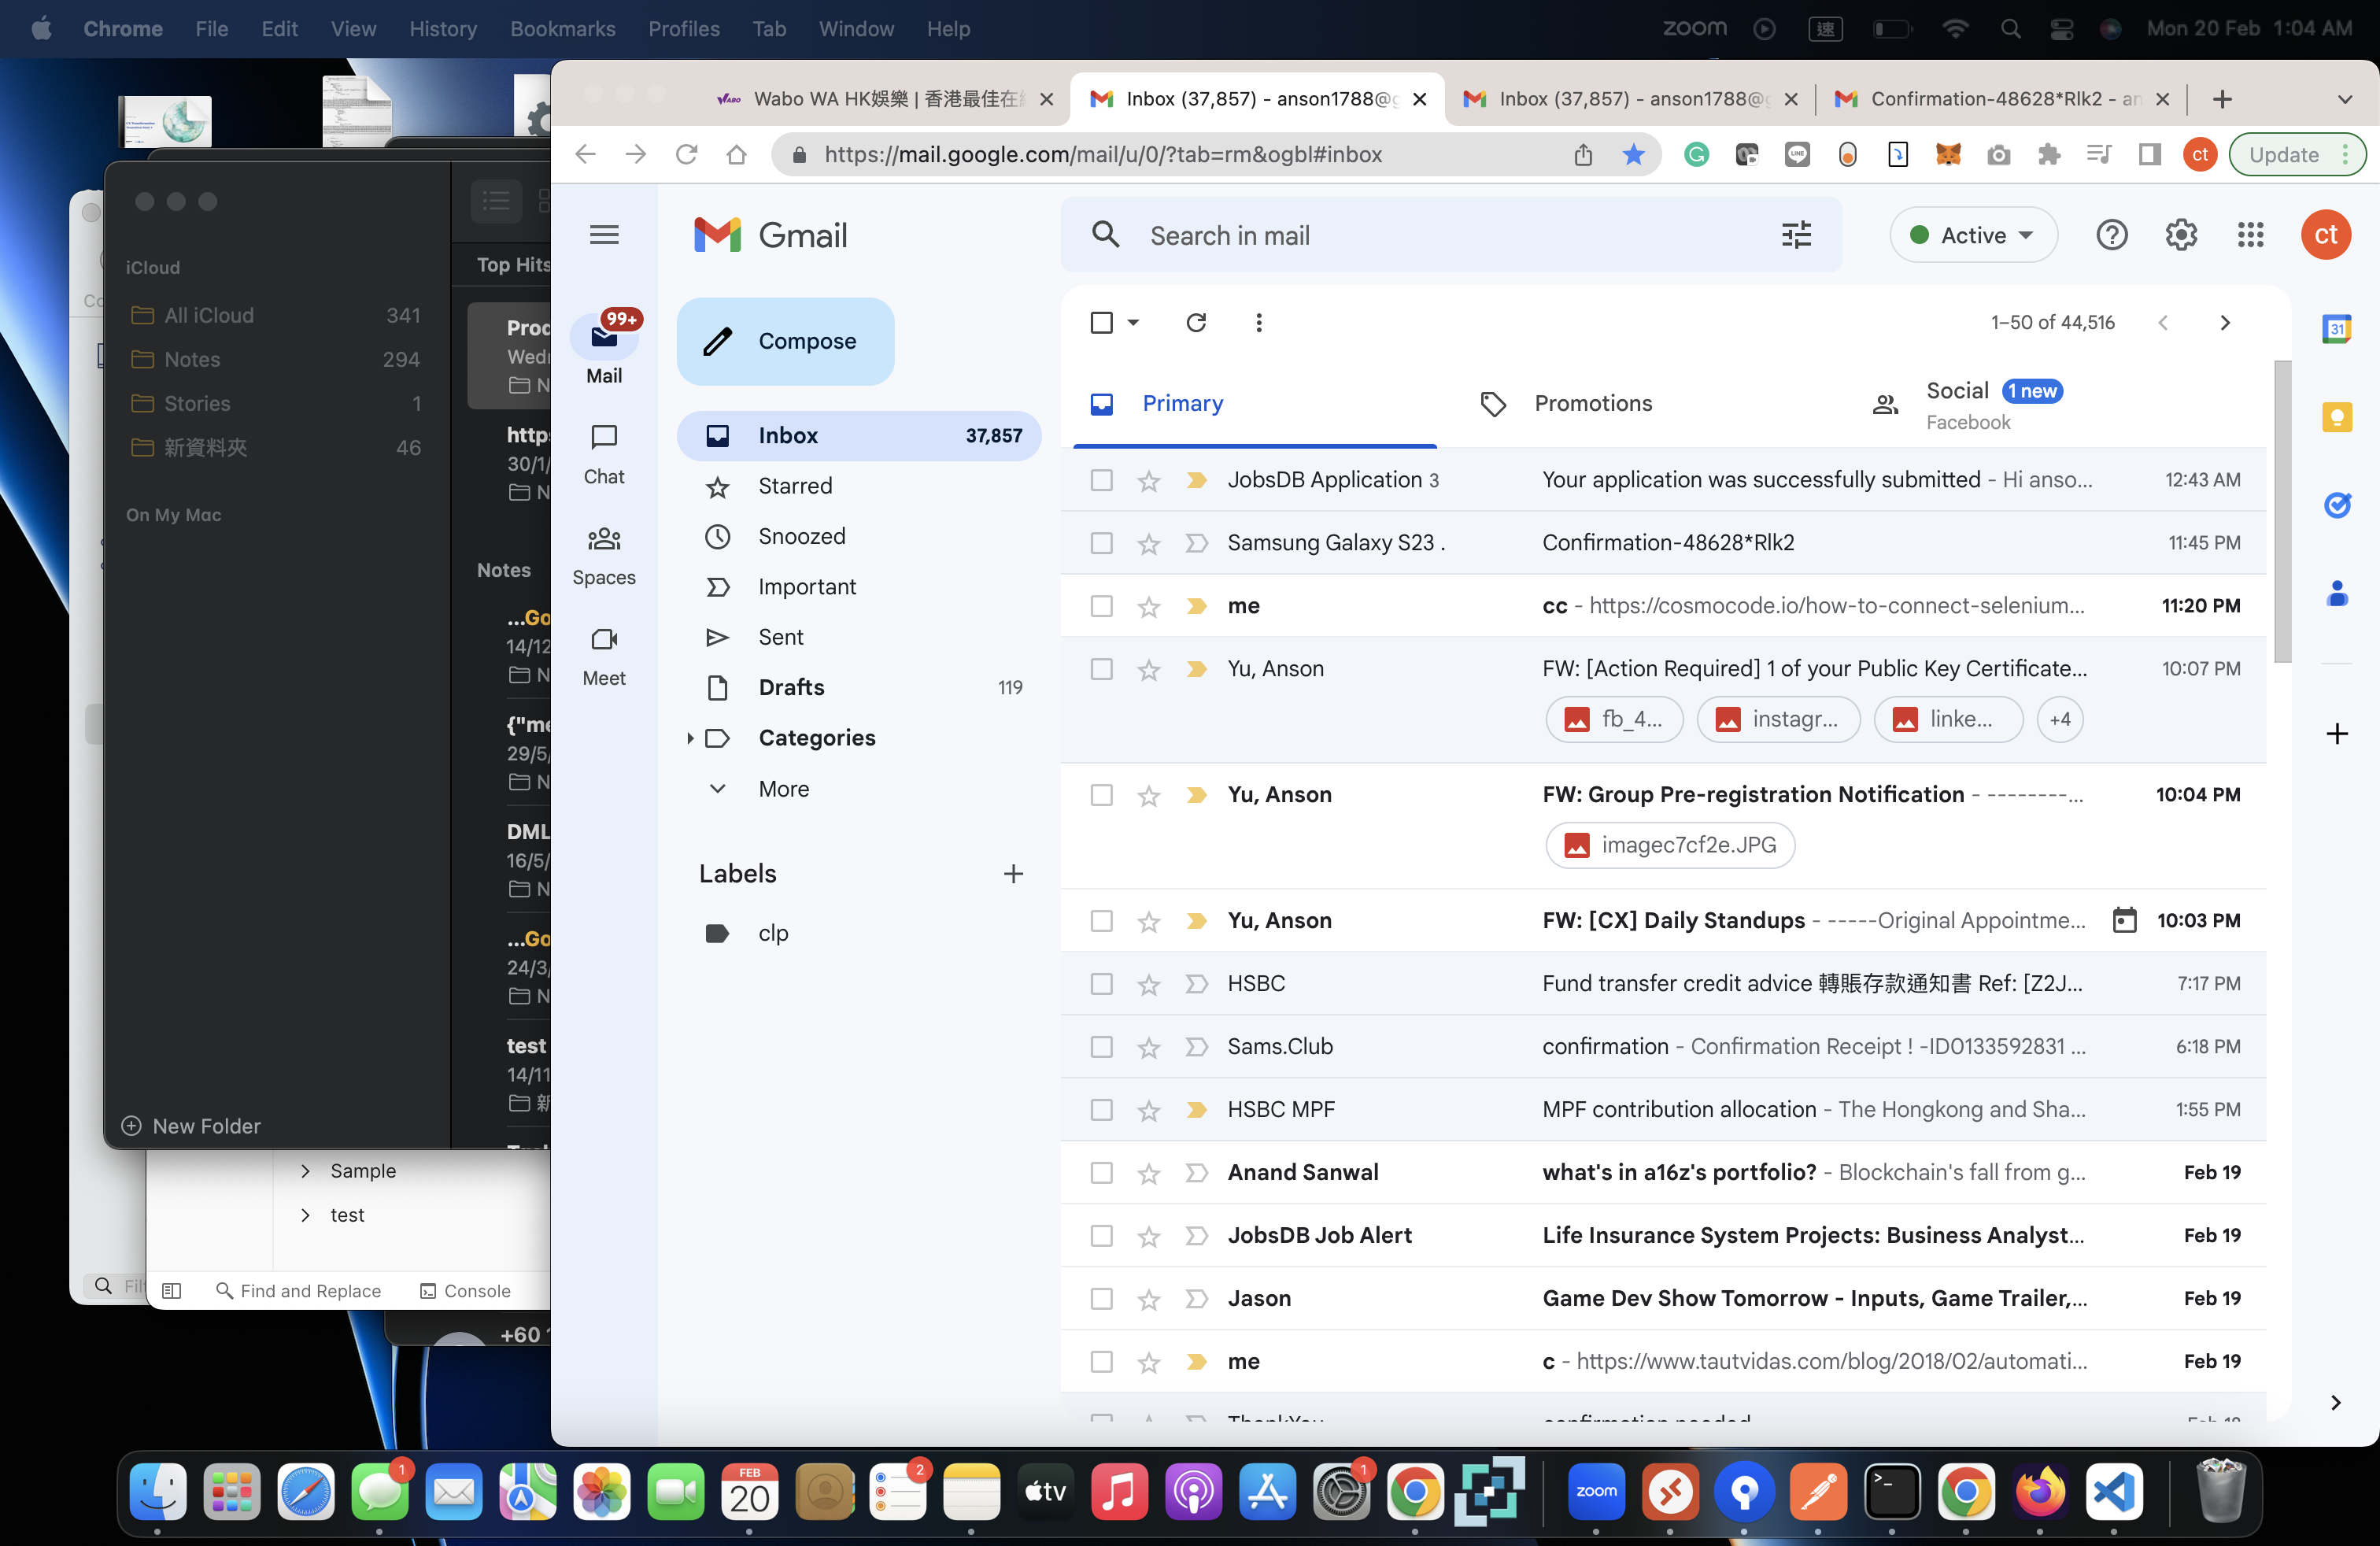 Chrome File Edit View History Bookmarks Profiles Tab Window Help zoom 速 Mon 20 Feb 1:04 AM
WABO Wabo WA HK娛樂 | 香港最佳在
Inbox (37,857) - anson1788@g
Inbox (37,857) - anson1788@g
Confirmation-48628*Rlk2 - an
https://mail.google.com/mail/u/0/?tab=rm&ogbl#inbox
LINE
ct
Update
iCloud
All iCloud 341
Notes 294
Stories 1
新資料夾 46
On My Mac
New Folder
Top Hits
Notes
...Go
14/12
{"me
29/5/
DML
16/5/
...Go
24/3/
test
14/11
新
30/1/
Sample
test
Find and Replace
Console
+60
Gmail
Search in mail
Active
ct
99+
Mail
Chat
Spaces
Meet
Compose
Inbox 37,857
Starred
Snoozed
Important
Sent
Drafts 119
Categories
More
Labels
clp
1–50 of 44,516
Primary
Promotions
Social 1 new
Facebook
JobsDB Application 3 Your application was successfully submitted - Hi anso... 12:43 AM
Samsung Galaxy S23 . Confirmation-48628*Rlk2 11:45 PM
me cc - https://cosmocode.io/how-to-connect-selenium... 11:20 PM
Yu, Anson FW: [Action Required] 1 of your Public Key Certificate... 10:07 PM
fb_4... instagr... linke... +4
Yu, Anson FW: Group Pre-registration Notification - --------... 10:04 PM
imagec7cf2e.JPG
Yu, Anson FW: [CX] Daily Standups - -----Original Appointme... 10:03 PM
HSBC Fund transfer credit advice 轉賬存款通知書 Ref: [Z2J... 7:17 PM
Sams.Club confirmation - Confirmation Receipt ! -ID0133592831 ... 6:18 PM
HSBC MPF MPF contribution allocation - The Hongkong and Sha... 1:55 PM
Anand Sanwal what's in a16z's portfolio? - Blockchain's fall from g... Feb 19
JobsDB Job Alert Life Insurance System Projects: Business Analyst... Feb 19
Jason Game Dev Show Tomorrow - Inputs, Game Trailer,... Feb 19
me c - https://www.tautvidas.com/blog/2018/02/automati... Feb 19
31
1
FEB
20
2
tv
1
zoom